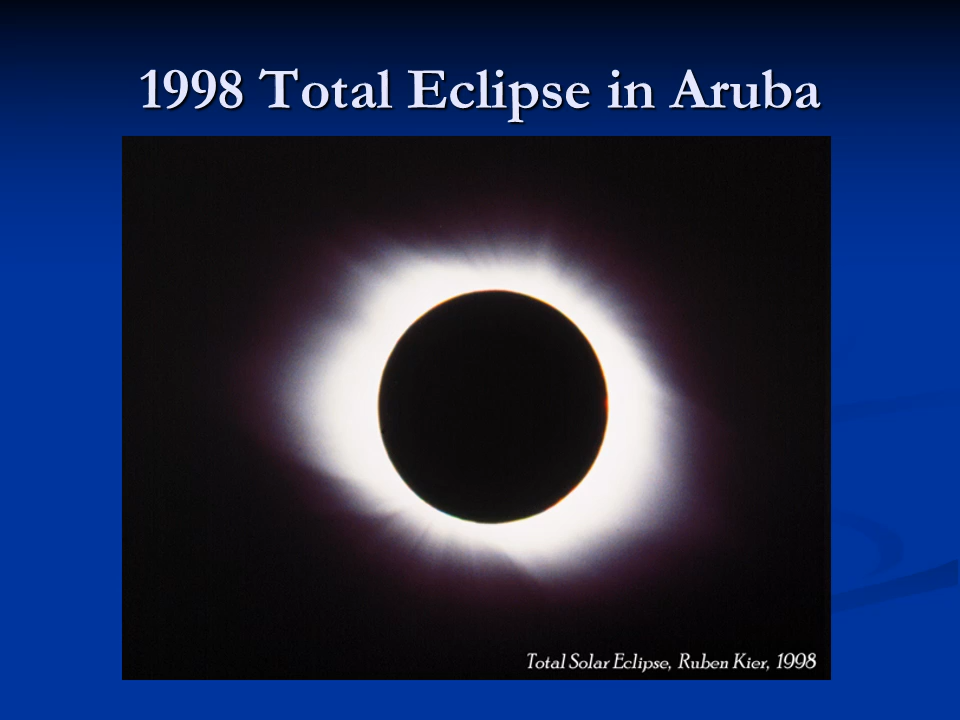 1998 Total Eclipse in Aruba
Total Solar Eclipse, Ruben Kier, 1998